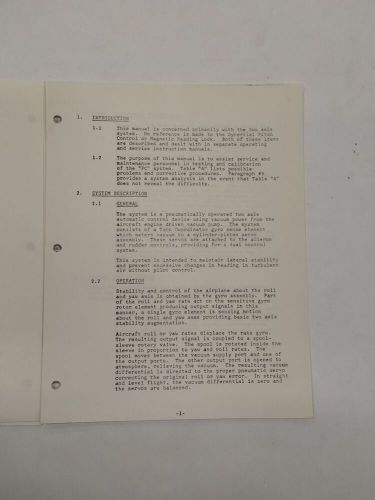 1. INTRODUCTION
1.1 This manual is concerned primarily with the two axis
system. No reference is made to the Dynertial Pitch
Control or Magnetic Heading Lock. Both of these items
are described and dealt with in separate operating
and service instruction manuals.
1.2 The purpose of this manual is to assist service and
maintenance personnel in testing and calibration
of the "PC" system. Table "A" lists possible
problems and corrective procedures. Paragraph
provides a system analysis in the event that Table "A"
does not reveal the difficulty.
2. SYSTEM DESCRIPTION
2.1 GENERAL
The system is a pneumatically operated two axis
automatic control device using vacuum power from the
aircraft engine driven vacuum pump. The system
consists of a Turn Coordinator gyro sense element
which meters vacuum to a cylinder-piston servo
assembly. These servos are attached to the aileron
and rudder controls, providing for a dual control
system.
This system is intended to maintain lateral stability
and prevent excessive changes in heading in turbulent
air without pilot control.
2.2 OPERATION
Stability and control of the airplane about the roll
and yaw axis is obtained by the gyro assembly. Part
of the roll and yaw rate act on the sensitive gyro
rotor element producing output signals in this
manner, a single gyro element is sensing motion
about the roll and yaw axes providing basic two axis
stability augmentation.
Aircraft roll or yaw rates displace the rate gyro.
The resulting output signal is coupled to a spool-
sleeve rotary valve. The spool is rotated inside the
sleeve in proportion to yaw and roll rates. The
spool moves between the vacuum supply port and one of
the output ports. The other output port is opened to
atmosphere, relieving the vacuum. The resulting vacuum
differential is directed to the proper pneumatic servo
correcting the original roll or yaw error. In straight
and level flight, the vacuum differential is zero and
the servos are balanced.
-1-